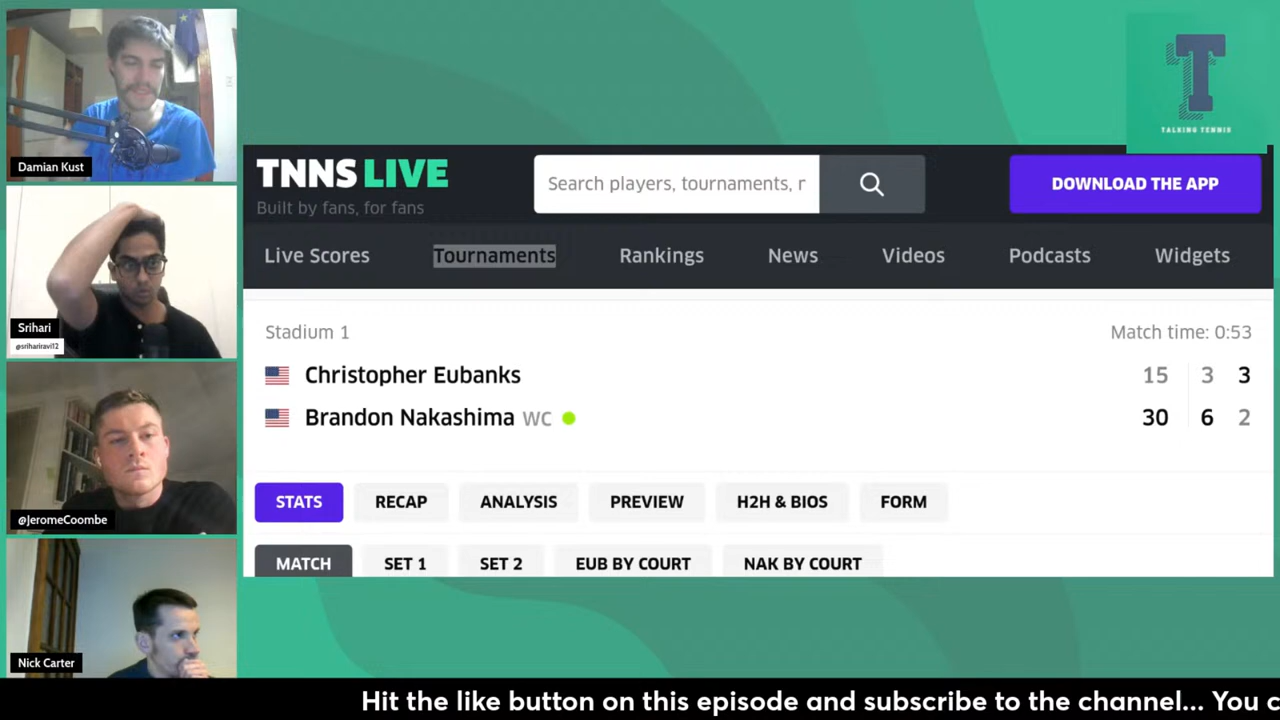 Damian Kust
Srihari
@srihariravi12
@JeromeCoombe
Nick Carter
T
TALKING TENNIS
TNNS LIVE
Built by fans, for fans
Search players, tournaments, r
DOWNLOAD THE APP
Live Scores Tournaments Rankings News Videos Podcasts Widgets
Stadium 1 Match time: 0:53
Christopher Eubanks 15 3 3
Brandon Nakashima WC 30 6 2
STATS RECAP ANALYSIS PREVIEW H2H & BIOS FORM
MATCH SET 1 SET 2 EUB BY COURT NAK BY COURT
Hit the like button on this episode and subscribe to the channel... You c